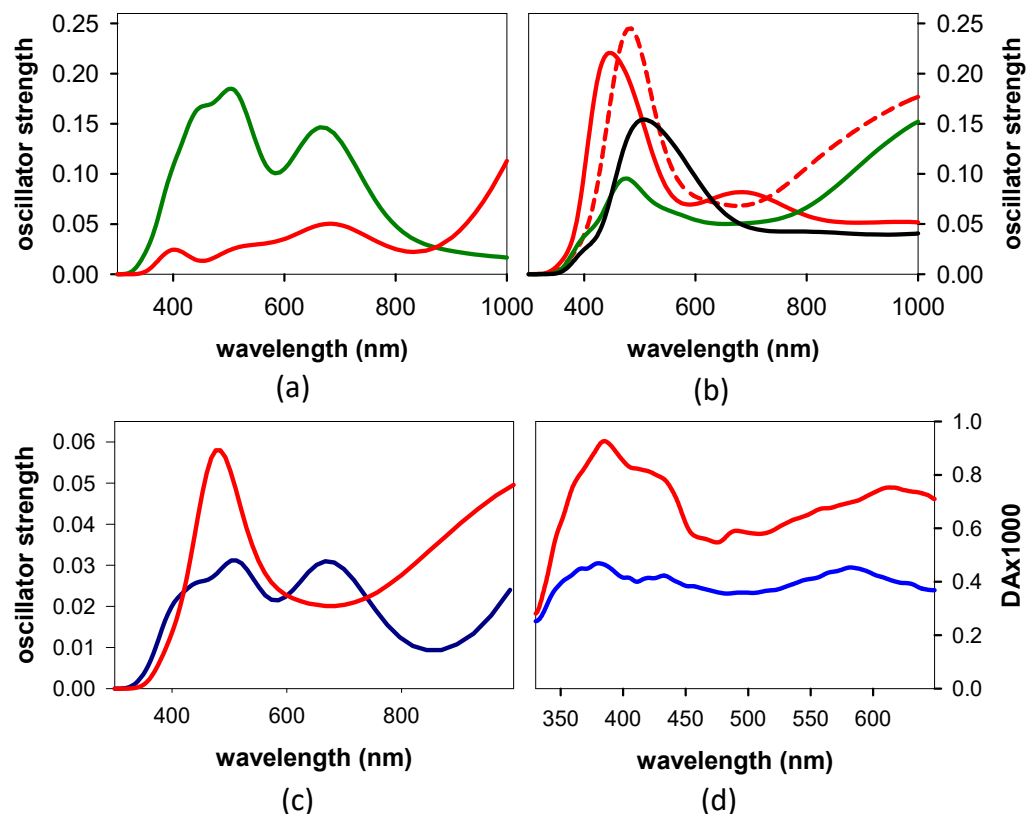 oscillator strength
0.25
0.20
0.15
0.10
0.05
0.00
400 600 800 1000
wavelength (nm)
(a)
oscillator strength
0.25
0.20
0.15
0.10
0.05
0.00
400 600 800 1000
wavelength (nm)
(b)
oscillator strength
0.06
0.05
0.04
0.03
0.02
0.01
0.00
400 600 800
wavelength (nm)
(c)
DAx1000
1.0
0.8
0.6
0.4
0.2
0.0
350 400 450 500 550 600
wavelength (nm)
(d)